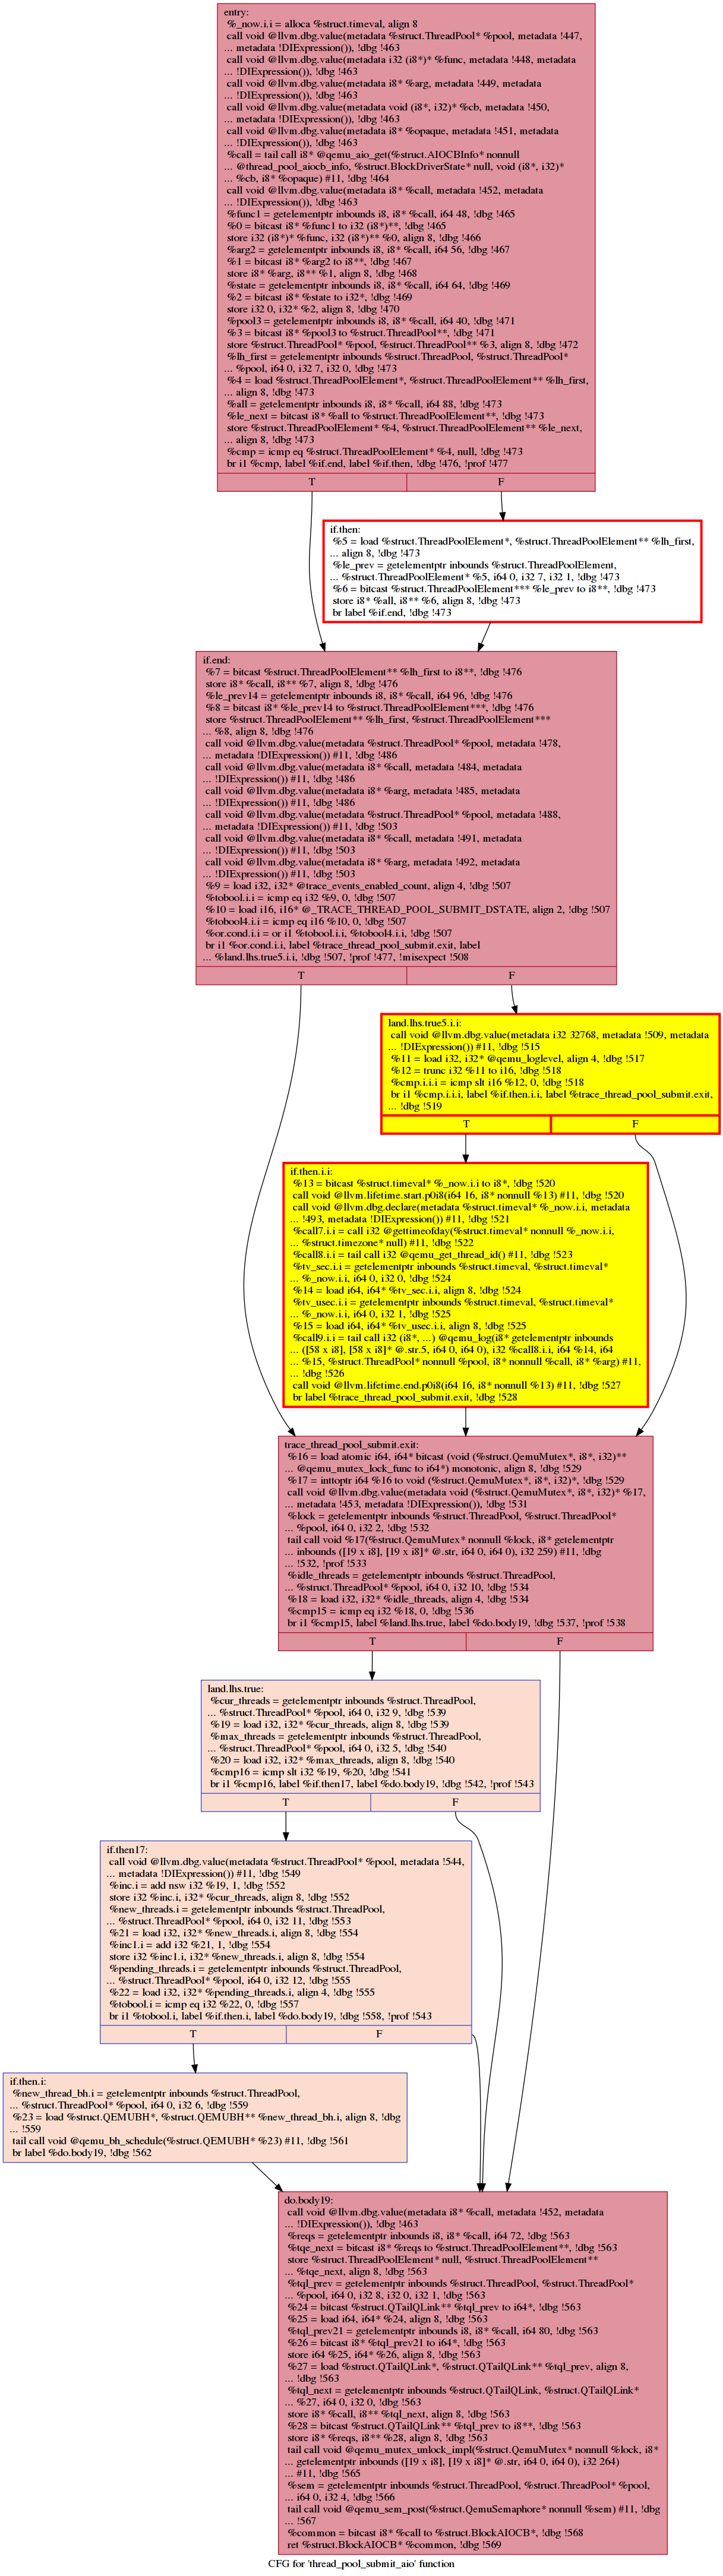 entry:
%_now.i.i = alloca %struct.timeval, align 8
call void @llvm.dbg.value(metadata %struct.ThreadPool* %pool, metadata !447,
... metadata !DIExpression()), !dbg !463
call void @llvm.dbg.value(metadata i32 (i8*)* %func, metadata !448, metadata
... !DIExpression()), !dbg !463
call void @llvm.dbg.value(metadata i8* %arg, metadata !449, metadata
... !DIExpression()), !dbg !463
call void @llvm.dbg.value(metadata void (i8*, i32)* %cb, metadata !450,
... metadata !DIExpression()), !dbg !463
call void @llvm.dbg.value(metadata i8* %opaque, metadata !451, metadata
... !DIExpression()), !dbg !463
%call = tail call i8* @qemu_aio_get(%struct.AIOCBInfo* nonnull
... @thread_pool_aiocb_info, %struct.BlockDriverState* null, void (i8*, i32)*
... %cb, i8* %opaque) #11, !dbg !464
call void @llvm.dbg.value(metadata i8* %call, metadata !452, metadata
... !DIExpression()), !dbg !463
%func1 = getelementptr inbounds i8, i8* %call, i64 48, !dbg !465
%0 = bitcast i8* %func1 to i32 (i8*)**, !dbg !465
store i32 (i8*)* %func, i32 (i8*)** %0, align 8, !dbg !466
%arg2 = getelementptr inbounds i8, i8* %call, i64 56, !dbg !467
%1 = bitcast i8* %arg2 to i8**, !dbg !467
store i8* %arg, i8** %1, align 8, !dbg !468
%state = getelementptr inbounds i8, i8* %call, i64 64, !dbg !469
%2 = bitcast i8* %state to i32*, !dbg !469
store i32 0, i32* %2, align 8, !dbg !470
%pool3 = getelementptr inbounds i8, i8* %call, i64 40, !dbg !471
%3 = bitcast i8* %pool3 to %struct.ThreadPool**, !dbg !471
store %struct.ThreadPool* %pool, %struct.ThreadPool** %3, align 8, !dbg !472
%lh_first = getelementptr inbounds %struct.ThreadPool, %struct.ThreadPool*
... %pool, i64 0, i32 7, i32 0, !dbg !473
%4 = load %struct.ThreadPoolElement*, %struct.ThreadPoolElement** %lh_first,
... align 8, !dbg !473
%all = getelementptr inbounds i8, i8* %call, i64 88, !dbg !473
%le_next = bitcast i8* %all to %struct.ThreadPoolElement**, !dbg !473
store %struct.ThreadPoolElement* %4, %struct.ThreadPoolElement** %le_next,
... align 8, !dbg !473
%cmp = icmp eq %struct.ThreadPoolElement* %4, null, !dbg !473
br i1 %cmp, label %if.end, label %if.then, !dbg !476, !prof !477
T F
if.then:
%5 = load %struct.ThreadPoolElement*, %struct.ThreadPoolElement** %lh_first,
... align 8, !dbg !473
%le_prev = getelementptr inbounds %struct.ThreadPoolElement,
... %struct.ThreadPoolElement* %5, i64 0, i32 7, i32 1, !dbg !473
%6 = bitcast %struct.ThreadPoolElement*** %le_prev to i8**, !dbg !473
store i8* %all, i8** %6, align 8, !dbg !473
br label %if.end, !dbg !473
if.end:
%7 = bitcast %struct.ThreadPoolElement** %lh_first to i8**, !dbg !476
store i8* %call, i8** %7, align 8, !dbg !476
%le_prev14 = getelementptr inbounds i8, i8* %call, i64 96, !dbg !476
%8 = bitcast i8* %le_prev14 to %struct.ThreadPoolElement***, !dbg !476
store %struct.ThreadPoolElement** %lh_first, %struct.ThreadPoolElement***
... %8, align 8, !dbg !476
call void @llvm.dbg.value(metadata %struct.ThreadPool* %pool, metadata !478,
... metadata !DIExpression()) #11, !dbg !486
call void @llvm.dbg.value(metadata i8* %call, metadata !484, metadata
... !DIExpression()) #11, !dbg !486
call void @llvm.dbg.value(metadata i8* %arg, metadata !485, metadata
... !DIExpression()) #11, !dbg !486
call void @llvm.dbg.value(metadata %struct.ThreadPool* %pool, metadata !488,
... metadata !DIExpression()) #11, !dbg !503
call void @llvm.dbg.value(metadata i8* %call, metadata !491, metadata
... !DIExpression()) #11, !dbg !503
call void @llvm.dbg.value(metadata i8* %arg, metadata !492, metadata
... !DIExpression()) #11, !dbg !503
%9 = load i32, i32* @trace_events_enabled_count, align 4, !dbg !507
%tobool.i.i = icmp eq i32 %9, 0, !dbg !507
%10 = load i16, i16* @_TRACE_THREAD_POOL_SUBMIT_DSTATE, align 2, !dbg !507
%tobool4.i.i = icmp eq i16 %10, 0, !dbg !507
%or.cond.i.i = or i1 %tobool.i.i, %tobool4.i.i, !dbg !507
br i1 %or.cond.i.i, label %trace_thread_pool_submit.exit, label
... %land.lhs.true5.i.i, !dbg !507, !prof !477, !misexpect !508
T F
land.lhs.true5.i.i:
call void @llvm.dbg.value(metadata i32 32768, metadata !509, metadata
... !DIExpression()) #11, !dbg !515
%11 = load i32, i32* @qemu_loglevel, align 4, !dbg !517
%12 = trunc i32 %11 to i16, !dbg !518
%cmp.i.i.i = icmp slt i16 %12, 0, !dbg !518
br i1 %cmp.i.i.i, label %if.then.i.i, label %trace_thread_pool_submit.exit,
... !dbg !519
T F
if.then.i.i:
%13 = bitcast %struct.timeval* %_now.i.i to i8*, !dbg !520
call void @llvm.lifetime.start.p0i8(i64 16, i8* nonnull %13) #11, !dbg !520
call void @llvm.dbg.declare(metadata %struct.timeval* %_now.i.i, metadata
... !493, metadata !DIExpression()) #11, !dbg !521
%call7.i.i = call i32 @gettimeofday(%struct.timeval* nonnull %_now.i.i,
... %struct.timezone* null) #11, !dbg !522
%call8.i.i = tail call i32 @qemu_get_thread_id() #11, !dbg !523
%tv_sec.i.i = getelementptr inbounds %struct.timeval, %struct.timeval*
... %_now.i.i, i64 0, i32 0, !dbg !524
%14 = load i64, i64* %tv_sec.i.i, align 8, !dbg !524
%tv_usec.i.i = getelementptr inbounds %struct.timeval, %struct.timeval*
... %_now.i.i, i64 0, i32 1, !dbg !525
%15 = load i64, i64* %tv_usec.i.i, align 8, !dbg !525
%call9.i.i = tail call i32 (i8*, ...) @qemu_log(i8* getelementptr inbounds
... ([58 x i8], [58 x i8]* @.str.5, i64 0, i64 0), i32 %call8.i.i, i64 %14, i64
... %15, %struct.ThreadPool* nonnull %pool, i8* nonnull %call, i8* %arg) #11,
... !dbg !526
call void @llvm.lifetime.end.p0i8(i64 16, i8* nonnull %13) #11, !dbg !527
br label %trace_thread_pool_submit.exit, !dbg !528
trace_thread_pool_submit.exit:
%16 = load atomic i64, i64* bitcast (void (%struct.QemuMutex*, i8*, i32)**
... @qemu_mutex_lock_func to i64*) monotonic, align 8, !dbg !529
%17 = inttoptr i64 %16 to void (%struct.QemuMutex*, i8*, i32)*, !dbg !529
call void @llvm.dbg.value(metadata void (%struct.QemuMutex*, i8*, i32)* %17,
... metadata !453, metadata !DIExpression()), !dbg !531
%lock = getelementptr inbounds %struct.ThreadPool, %struct.ThreadPool*
... %pool, i64 0, i32 2, !dbg !532
tail call void %17(%struct.QemuMutex* nonnull %lock, i8* getelementptr
... inbounds ([19 x i8], [19 x i8]* @.str, i64 0, i64 0), i32 259) #11, !dbg
... !532, !prof !533
%idle_threads = getelementptr inbounds %struct.ThreadPool,
... %struct.ThreadPool* %pool, i64 0, i32 10, !dbg !534
%18 = load i32, i32* %idle_threads, align 4, !dbg !534
%cmp15 = icmp eq i32 %18, 0, !dbg !536
br i1 %cmp15, label %land.lhs.true, label %do.body19, !dbg !537, !prof !538
T F
land.lhs.true:
%cur_threads = getelementptr inbounds %struct.ThreadPool,
... %struct.ThreadPool* %pool, i64 0, i32 9, !dbg !539
%19 = load i32, i32* %cur_threads, align 8, !dbg !539
%max_threads = getelementptr inbounds %struct.ThreadPool,
... %struct.ThreadPool* %pool, i64 0, i32 5, !dbg !540
%20 = load i32, i32* %max_threads, align 8, !dbg !540
%cmp16 = icmp slt i32 %19, %20, !dbg !541
br i1 %cmp16, label %if.then17, label %do.body19, !dbg !542, !prof !543
T F
if.then17:
call void @llvm.dbg.value(metadata %struct.ThreadPool* %pool, metadata !544,
... metadata !DIExpression()) #11, !dbg !549
%inc.i = add nsw i32 %19, 1, !dbg !552
store i32 %inc.i, i32* %cur_threads, align 8, !dbg !552
%new_threads.i = getelementptr inbounds %struct.ThreadPool,
... %struct.ThreadPool* %pool, i64 0, i32 11, !dbg !553
%21 = load i32, i32* %new_threads.i, align 8, !dbg !554
%inc1.i = add i32 %21, 1, !dbg !554
store i32 %inc1.i, i32* %new_threads.i, align 8, !dbg !554
%pending_threads.i = getelementptr inbounds %struct.ThreadPool,
... %struct.ThreadPool* %pool, i64 0, i32 12, !dbg !555
%22 = load i32, i32* %pending_threads.i, align 4, !dbg !555
%tobool.i = icmp eq i32 %22, 0, !dbg !557
br i1 %tobool.i, label %if.then.i, label %do.body19, !dbg !558, !prof !543
T F
if.then.i:
%new_thread_bh.i = getelementptr inbounds %struct.ThreadPool,
... %struct.ThreadPool* %pool, i64 0, i32 6, !dbg !559
%23 = load %struct.QEMUBH*, %struct.QEMUBH** %new_thread_bh.i, align 8, !dbg
... !559
tail call void @qemu_bh_schedule(%struct.QEMUBH* %23) #11, !dbg !561
br label %do.body19, !dbg !562
do.body19:
call void @llvm.dbg.value(metadata i8* %call, metadata !452, metadata
... !DIExpression()), !dbg !463
%reqs = getelementptr inbounds i8, i8* %call, i64 72, !dbg !563
%tqe_next = bitcast i8* %reqs to %struct.ThreadPoolElement**, !dbg !563
store %struct.ThreadPoolElement* null, %struct.ThreadPoolElement**
... %tqe_next, align 8, !dbg !563
%tql_prev = getelementptr inbounds %struct.ThreadPool, %struct.ThreadPool*
... %pool, i64 0, i32 8, i32 0, i32 1, !dbg !563
%24 = bitcast %struct.QTailQLink** %tql_prev to i64*, !dbg !563
%25 = load i64, i64* %24, align 8, !dbg !563
%tql_prev21 = getelementptr inbounds i8, i8* %call, i64 80, !dbg !563
%26 = bitcast i8* %tql_prev21 to i64*, !dbg !563
store i64 %25, i64* %26, align 8, !dbg !563
%27 = load %struct.QTailQLink*, %struct.QTailQLink** %tql_prev, align 8,
... !dbg !563
%tql_next = getelementptr inbounds %struct.QTailQLink, %struct.QTailQLink*
... %27, i64 0, i32 0, !dbg !563
store i8* %call, i8** %tql_next, align 8, !dbg !563
%28 = bitcast %struct.QTailQLink** %tql_prev to i8**, !dbg !563
store i8* %reqs, i8** %28, align 8, !dbg !563
tail call void @qemu_mutex_unlock_impl(%struct.QemuMutex* nonnull %lock, i8*
... getelementptr inbounds ([19 x i8], [19 x i8]* @.str, i64 0, i64 0), i32 264)
... #11, !dbg !565
%sem = getelementptr inbounds %struct.ThreadPool, %struct.ThreadPool* %pool,
... i64 0, i32 4, !dbg !566
tail call void @qemu_sem_post(%struct.QemuSemaphore* nonnull %sem) #11, !dbg
... !567
%common = bitcast i8* %call to %struct.BlockAIOCB*, !dbg !568
ret %struct.BlockAIOCB* %common, !dbg !569
CFG for 'thread_pool_submit_aio' function